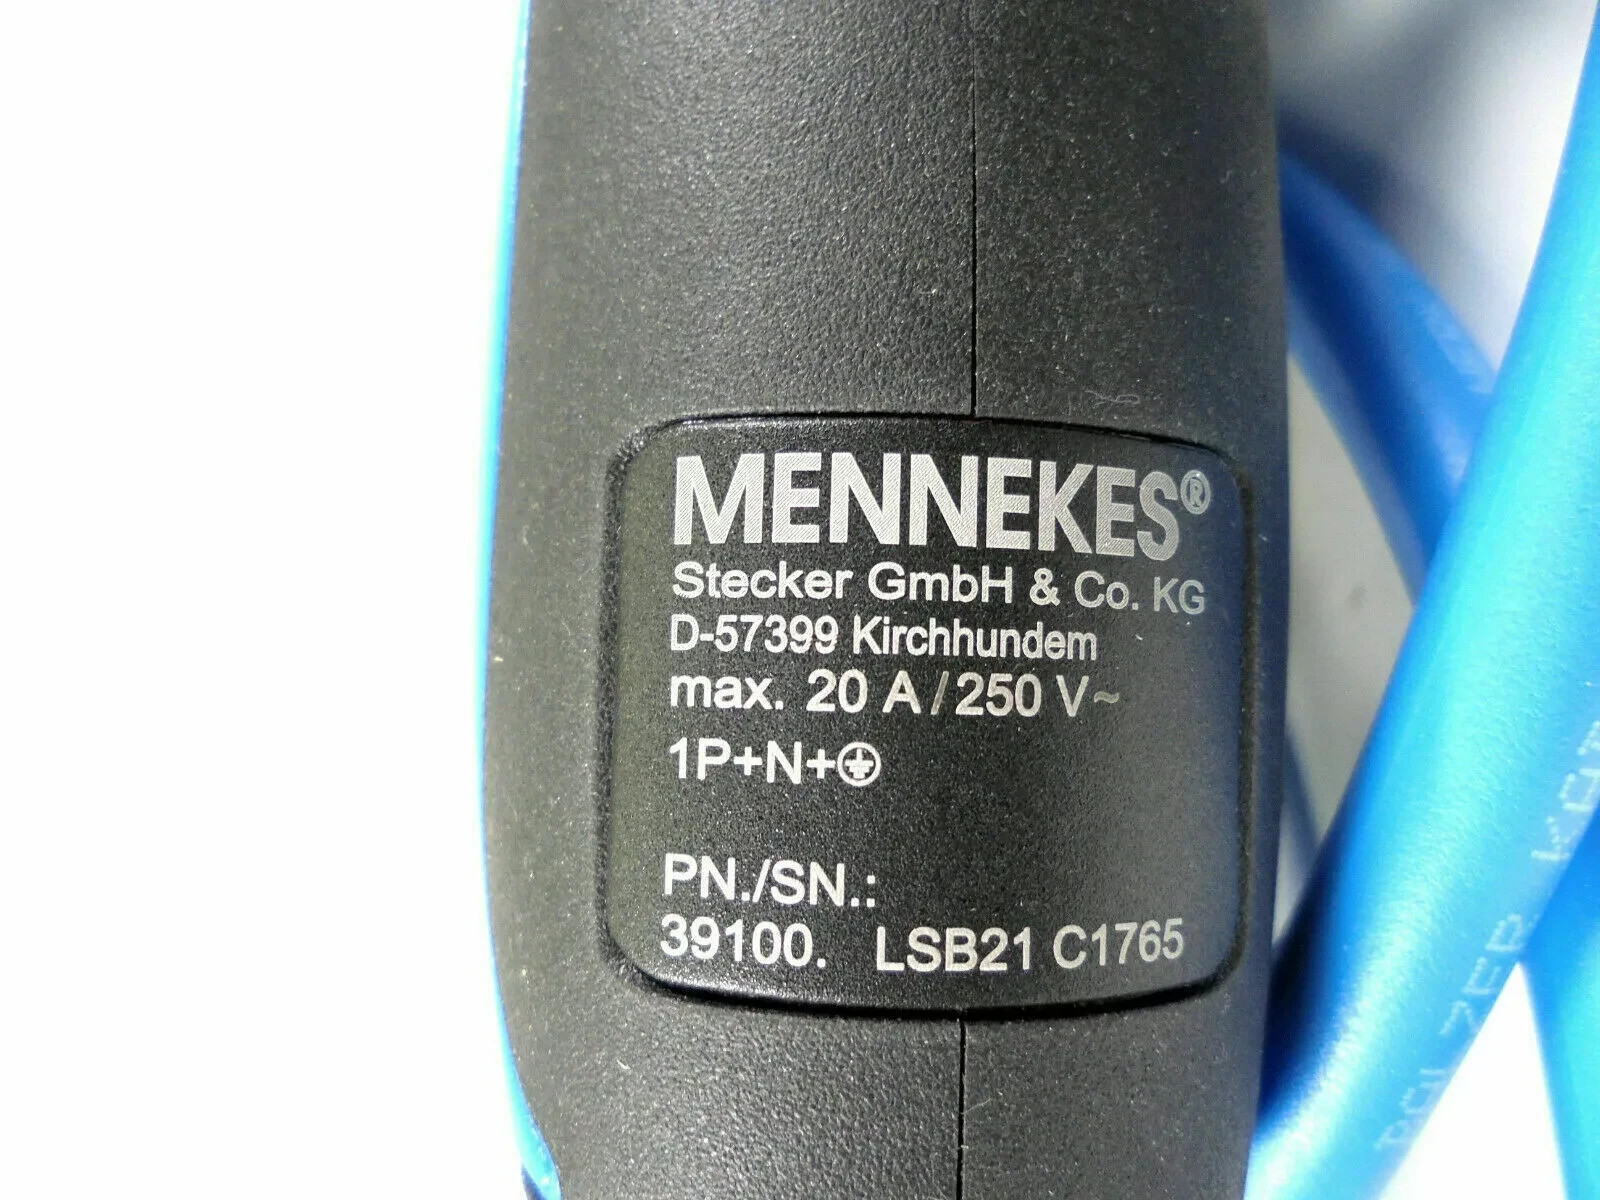 MENNEKES®
Stecker GmbH & Co. KG
D-57399 Kirchhundem
max. 20 A / 250 V~
1P+N+⏚
PN./SN.:
39100. LSB21 C1765